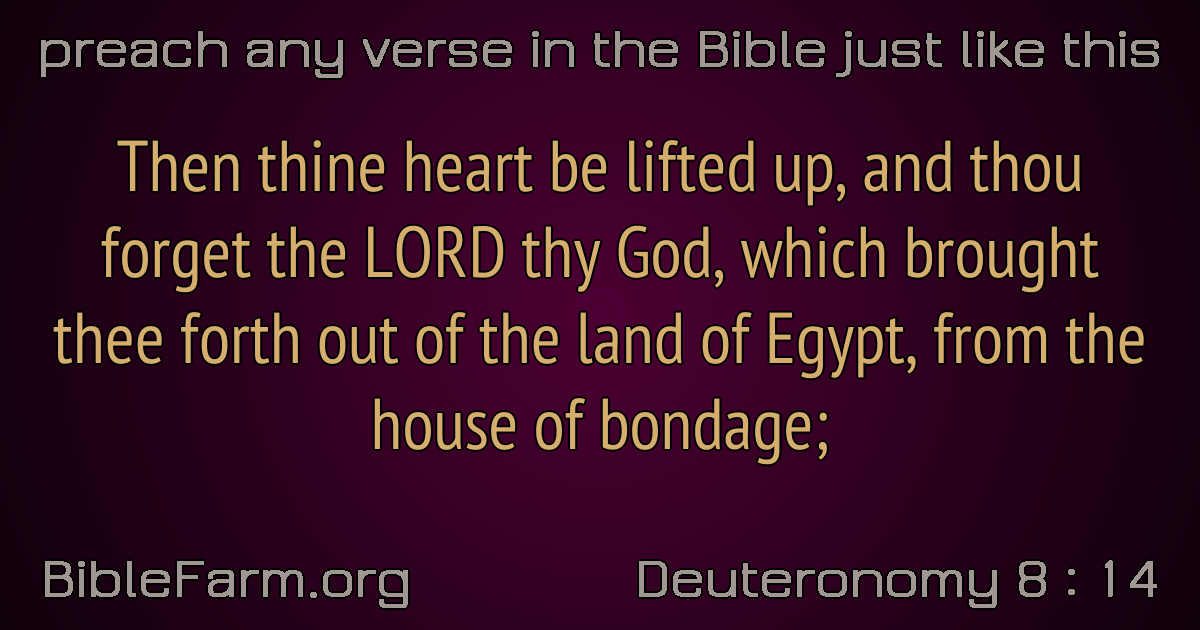 preach any verse in the Bible just like this
Then thine heart be lifted up, and thou
forget the LORD thy God, which brought
thee forth out of the land of Egypt, from the
house of bondage;
BibleFarm.org
Deuteronomy 8 : 14